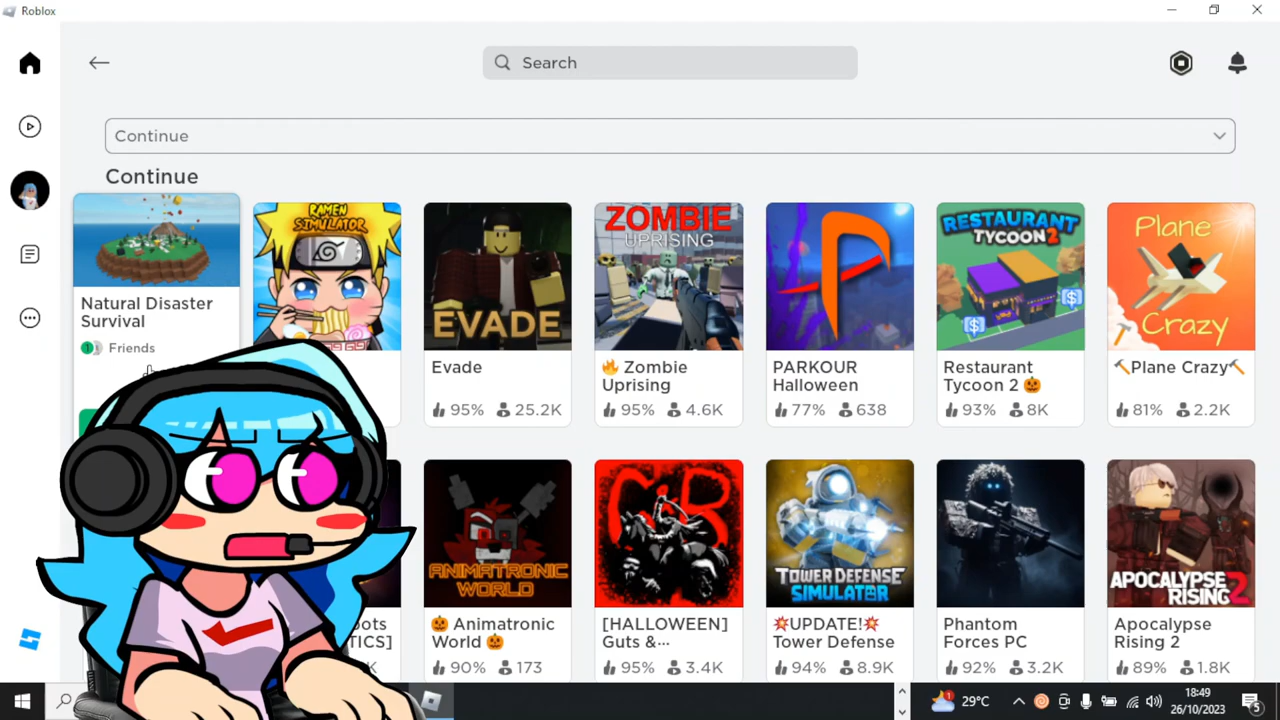 Roblox
Search
Continue
Continue
RAMEN
SIMULATOR
EVADE
ZOMBIE
UPRISING
RESTAURANT
TYCOON 2
Plane
Crazy
Natural Disaster
Survival
1 Friends
Evade
95% 25.2K
🔥 Zombie
Uprising
95% 4.6K
PARKOUR
Halloween
77% 638
Restaurant
Tycoon 2 🎃
93% 8K
🔨Plane Crazy🔨
81% 2.2K
ANIMATRONIC
WORLD
GB
TOWER DEFENSE
SIMULATOR
APOCALYPSE
RISING 2
🎃 Animatronic
World 🎃
90% 173
[HALLOWEEN]
Guts &···
95% 3.4K
💥UPDATE!💥
Tower Defense
94% 8.9K
Phantom
Forces PC
92% 3.2K
Apocalypse
Rising 2
89% 1.8K
1
29°C
18:49
26/10/2023
5